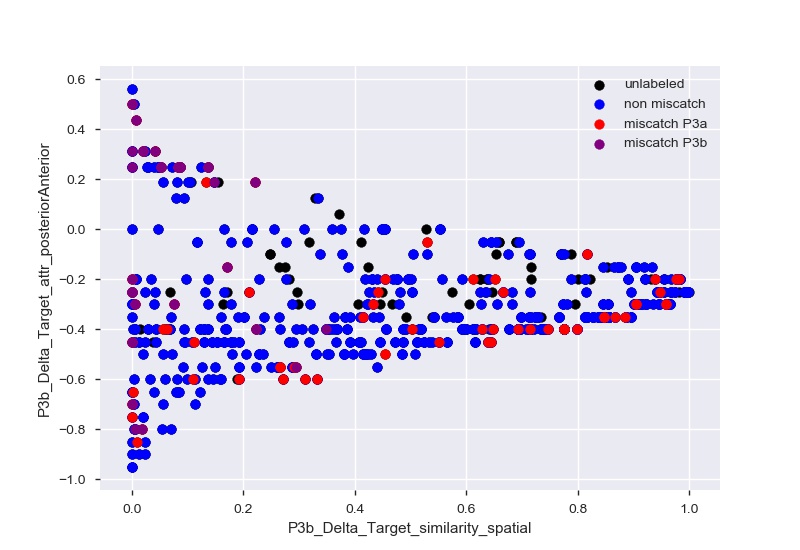 0.6
0.4
0.2
0.0
−0.2
−0.4
−0.6
−0.8
−1.0
P3b_Delta_Target_attr_posteriorAnterior
unlabeled
non miscatch
miscatch P3a
miscatch P3b
0.0 0.2 0.4 0.6 0.8 1.0
P3b_Delta_Target_similarity_spatial